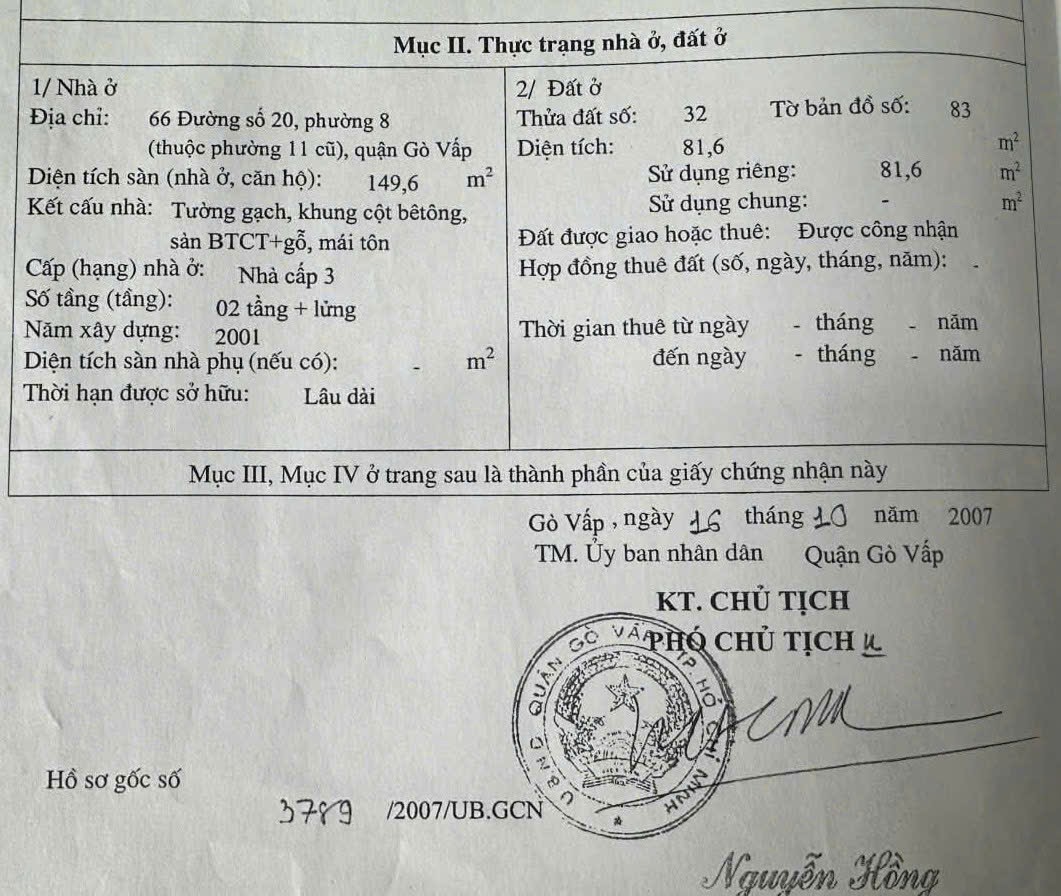 Mục II. Thực trạng nhà ở, đất ở
1/ Nhà ở
Địa chỉ: 66 Đường số 20, phường 8
(thuộc phường 11 cũ), quận Gò Vấp
Diện tích sàn (nhà ở, căn hộ): 149,6 m²
Kết cấu nhà: Tường gạch, khung cột bêtông,
sàn BTCT+gỗ, mái tôn
Cấp (hạng) nhà ở: Nhà cấp 3
Số tầng (tầng): 02 tầng + lửng
Năm xây dựng: 2001
Diện tích sàn nhà phụ (nếu có): - m²
Thời hạn được sở hữu: Lâu dài
2/ Đất ở
Thửa đất số: 32 Tờ bản đồ số: 83
Diện tích: 81,6 m²
Sử dụng riêng: 81,6 m²
Sử dụng chung: - m²
Đất được giao hoặc thuê: Được công nhận
Hợp đồng thuê đất (số, ngày, tháng, năm): -
Thời gian thuê từ ngày - tháng - năm
đến ngày - tháng - năm
Mục III, Mục IV ở trang sau là thành phần của giấy chứng nhận này
Gò Vấp, ngày 16 tháng 10 năm 2007
TM. Ủy ban nhân dân Quận Gò Vấp
KT. CHỦ TỊCH
PHÓ CHỦ TỊCH
U.B.N.D QUẬN GÒ VẤP TP. HỒ CHÍ MINH
Hồ sơ gốc số
3789 /2007/UB.GCN
Nguyễn Hồng